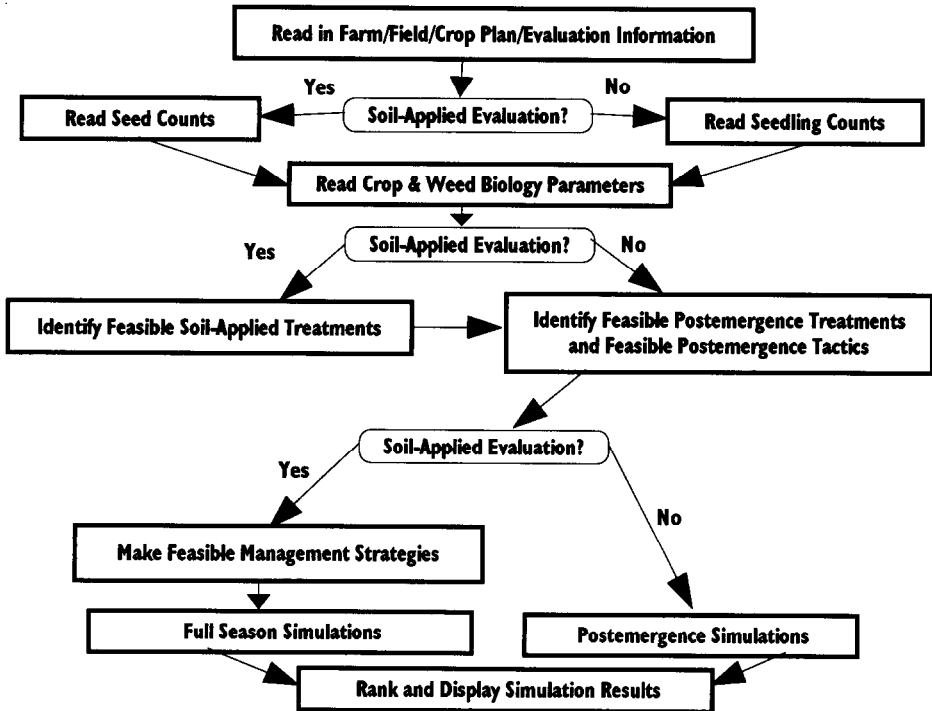 Read in Farm/Field/Crop Plan/Evaluation Information
Yes
No
Soil-Applied Evaluation?
Read Seed Counts
Read Seedling Counts
Read Crop & Weed Biology Parameters
Soil-Applied Evaluation?
Yes
No
Identify Feasible Soil-Applied Treatments
Identify Feasible Postemergence Treatments
and Feasible Postemergence Tactics
Soil-Applied Evaluation?
Yes
No
Make Feasible Management Strategies
Full Season Simulations
Postemergence Simulations
Rank and Display Simulation Results